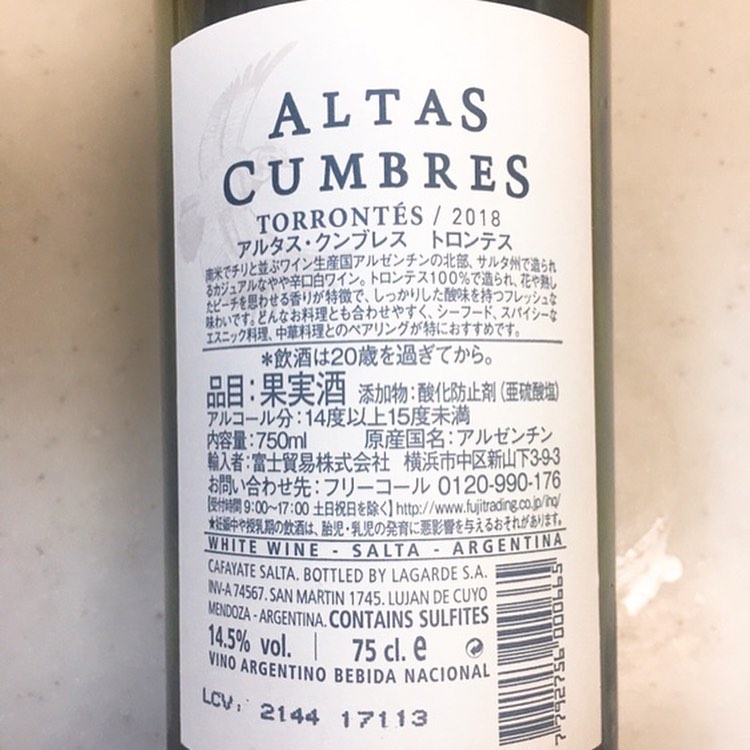 ALTAS
CUMBRES
TORRONTÉS / 2018
アルタス・クンブレス　トロンテス
南米でチリと並ぶワイン生産国アルゼンチンの北部、サルタ州で造られ
るカジュアルなやや辛口白ワイン。トロンテス100%で造られ、花や熟し
たピーチを思わせる香りが特徴で、しっかりした酸味を持つフレッシュな
味わいです。どんなお料理とも合わせやすく、シーフード、スパイシーな
エスニック料理、中華料理とのペアリングが特におすすめです。
*飲酒は20歳を過ぎてから。
品目：果実酒　添加物：酸化防止剤（亜硫酸塩）
アルコール分：14度以上15度未満
内容量：750ml　原産国名：アルゼンチン
輸入者：富士貿易株式会社　横浜市中区新山下3-9-3
お問い合わせ先：フリーコール 0120-990-176
【受付時間 9:00〜17:00 土日祝日を除く】http://www.fujitrading.co.jp/inq/
★妊娠中や授乳期の飲酒は、胎児・乳児の発育に悪影響を与えるおそれがあります。
WHITE WINE - SALTA - ARGENTINA
CAFAYATE SALTA. BOTTLED BY LAGARDE S.A.
INV-A 74567. SAN MARTIN 1745. LUJAN DE CUYO
MENDOZA - ARGENTINA. CONTAINS SULFITES
14.5% vol. | 75 cl. e
VINO ARGENTINO BEBIDA NACIONAL
LCV: 2144 17113
7 792756 000665